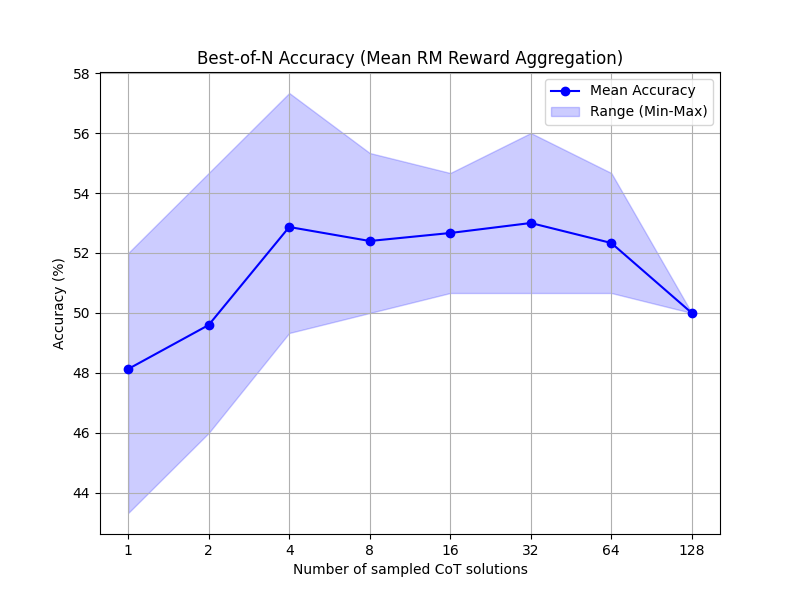 Best-of-N Accuracy (Mean RM Reward Aggregation)
Mean Accuracy
Range (Min-Max)
Accuracy (%)
58
56
54
52
50
48
46
44
1 2 4 8 16 32 64 128
Number of sampled CoT solutions